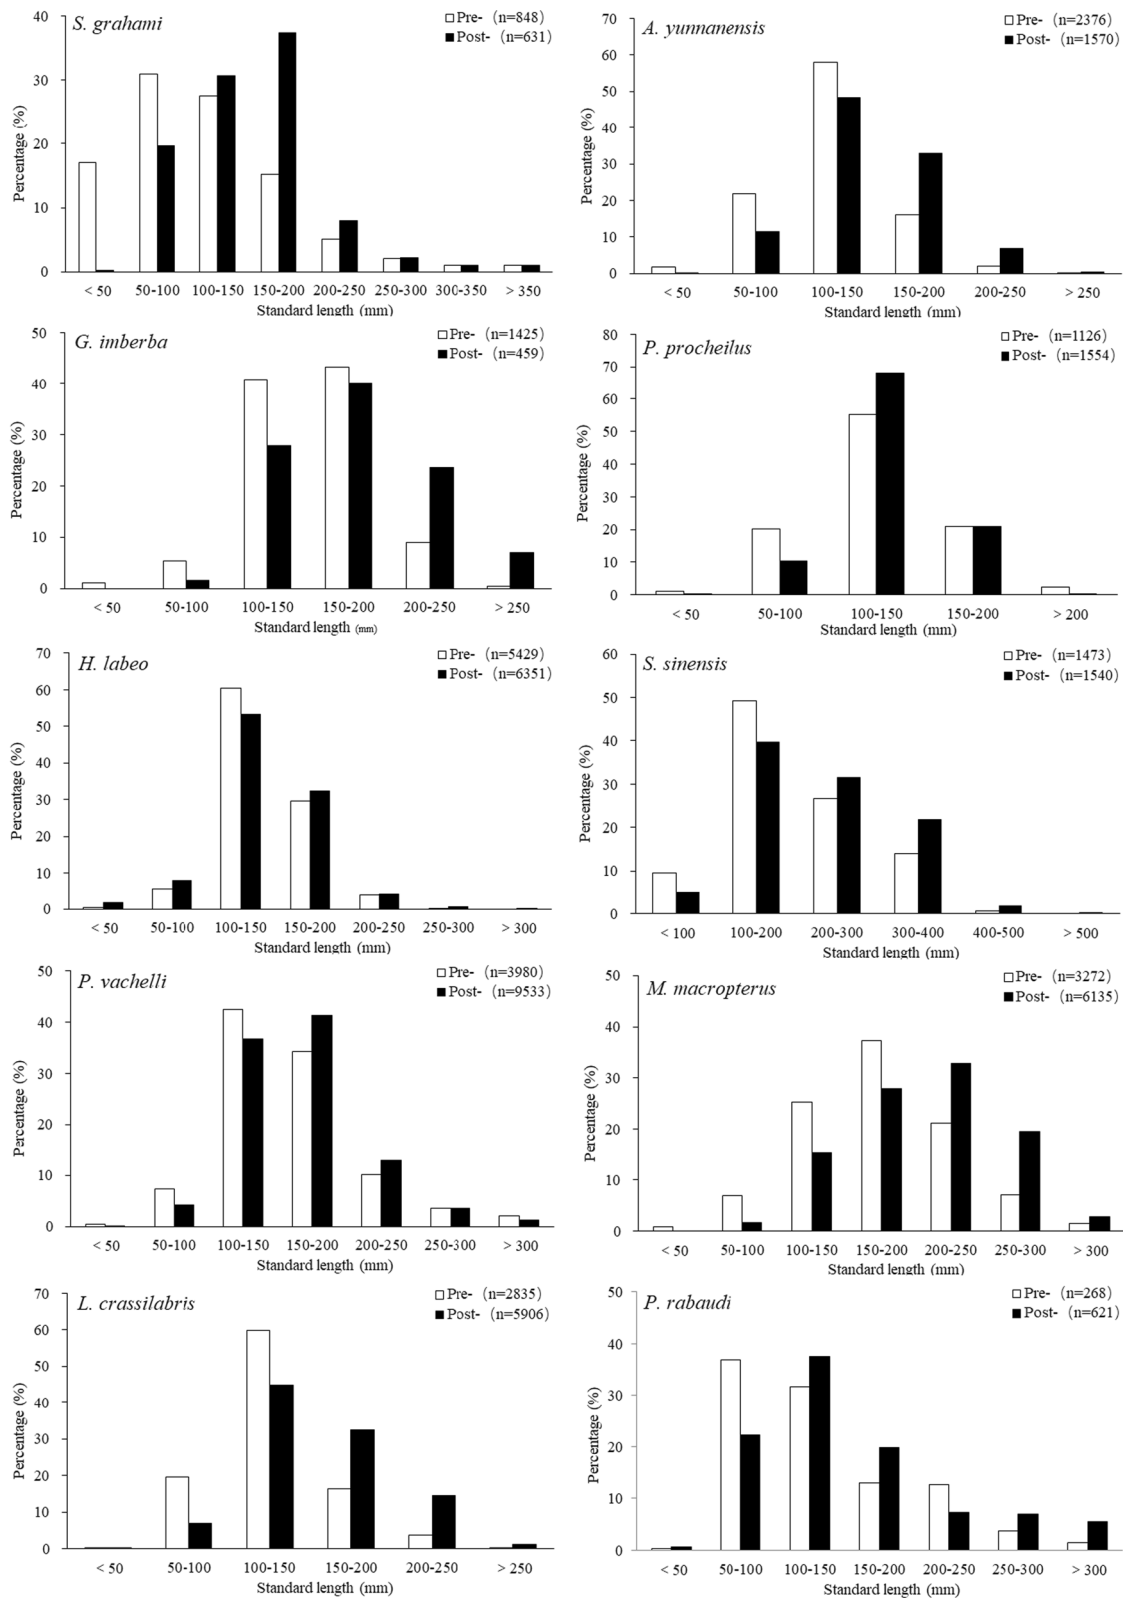 S. grahami
Pre-（n=848）
Post-（n=631）
Percentage (%)
40
30
20
10
0
< 50 50-100 100-150 150-200 200-250 250-300 300-350 > 350
Standard length (mm)
A. yunnanensis
Pre-（n=2376）
Post-（n=1570）
Percentage (%)
70
60
50
40
30
20
10
0
< 50 50-100 100-150 150-200 200-250 > 250
Standard length (mm)
G. imberba
Pre-（n=1425）
Post-（n=459）
Percentage (%)
50
40
30
20
10
0
< 50 50-100 100-150 150-200 200-250 > 250
Standard length (mm)
P. procheilus
Pre-（n=1126）
Post-（n=1554）
Percentage (%)
80
70
60
50
40
30
20
10
0
< 50 50-100 100-150 150-200 > 200
Standard length (mm)
H. labeo
Pre-（n=5429）
Post-（n=6351）
Percentage (%)
70
60
50
40
30
20
10
0
< 50 50-100 100-150 150-200 200-250 250-300 > 300
Standard length (mm)
S. sinensis
Pre-（n=1473）
Post-（n=1540）
Percentage (%)
60
50
40
30
20
10
0
< 100 100-200 200-300 300-400 400-500 > 500
Standard length (mm)
P. vachelli
Pre-（n=3980）
Post-（n=9533）
Percentage (%)
50
40
30
20
10
0
< 50 50-100 100-150 150-200 200-250 250-300 > 300
Standard length (mm)
M. macropterus
Pre-（n=3272）
Post-（n=6135）
Percentage (%)
50
40
30
20
10
0
< 50 50-100 100-150 150-200 200-250 250-300 > 300
Standard length (mm)
L. crassilabris
Pre-（n=2835）
Post-（n=5906）
Percentage (%)
70
60
50
40
30
20
10
0
< 50 50-100 100-150 150-200 200-250 > 250
Standard length (mm)
P. rabaudi
Pre-（n=268）
Post-（n=621）
Percentage (%)
50
40
30
20
10
0
< 50 50-100 100-150 150-200 200-250 250-300 > 300
Standard length (mm)